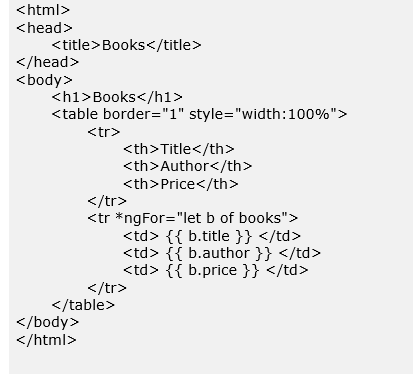 <html>
<head>
<title>Books</title>
</head>
<body>
<h1>Books</h1>
<table border="1" style="width:100%">
<tr>
<th>Title</th>
<th>Author</th>
<th>Price</th>
</tr>
<tr *ngFor="let b of books">
<td> {{ b.title }} </td>
<td> {{ b.author }} </td>
<td> {{ b.price }} </td>
</tr>
</table>
</body>
</html>